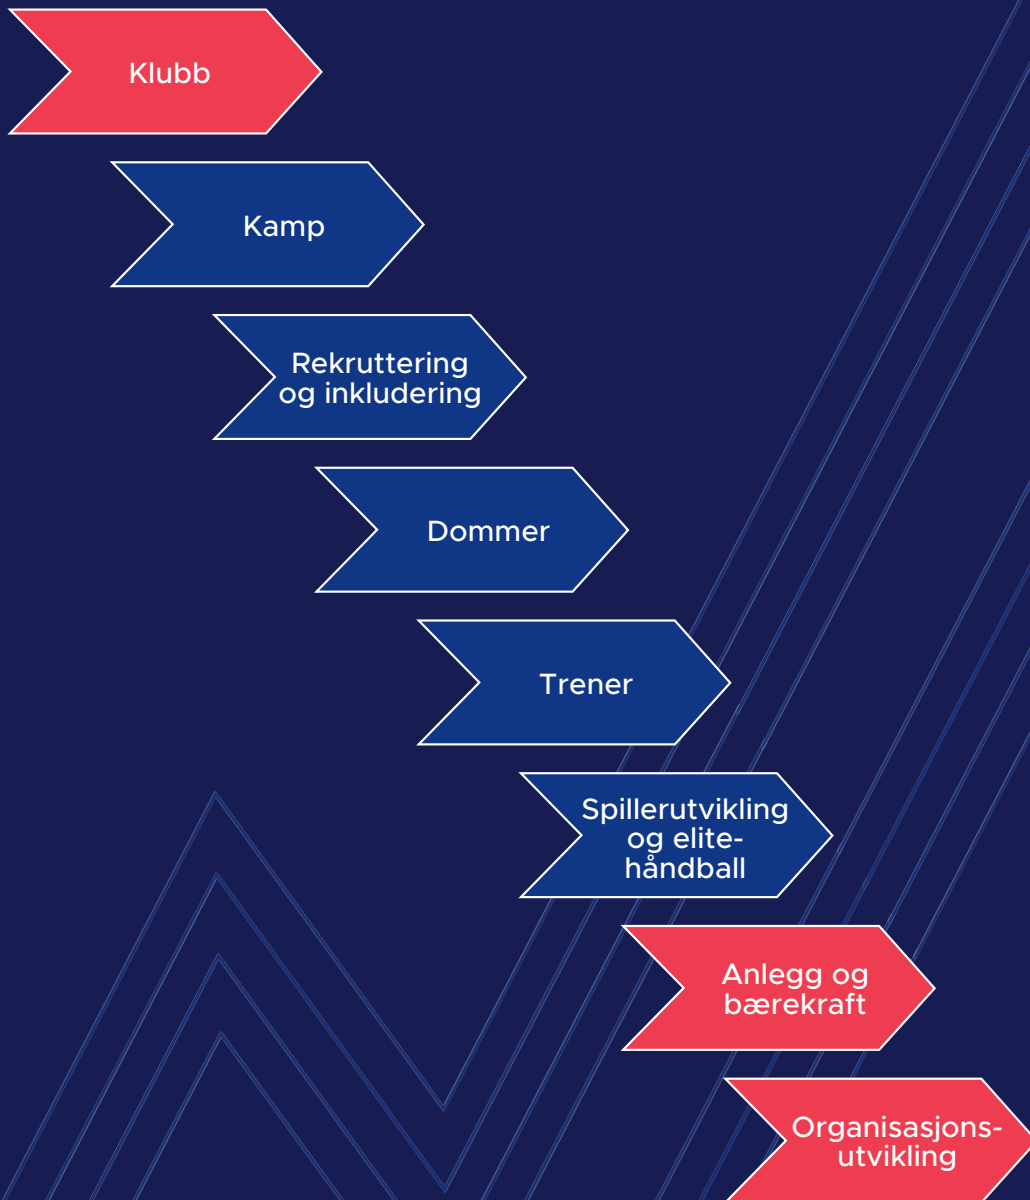 Klubb
Kamp
Rekruttering
og inkludering
Dommer
Trener
Spillerutvikling
og elite-
håndball
Anlegg og
bærekraft
Organisasjons-
utvikling